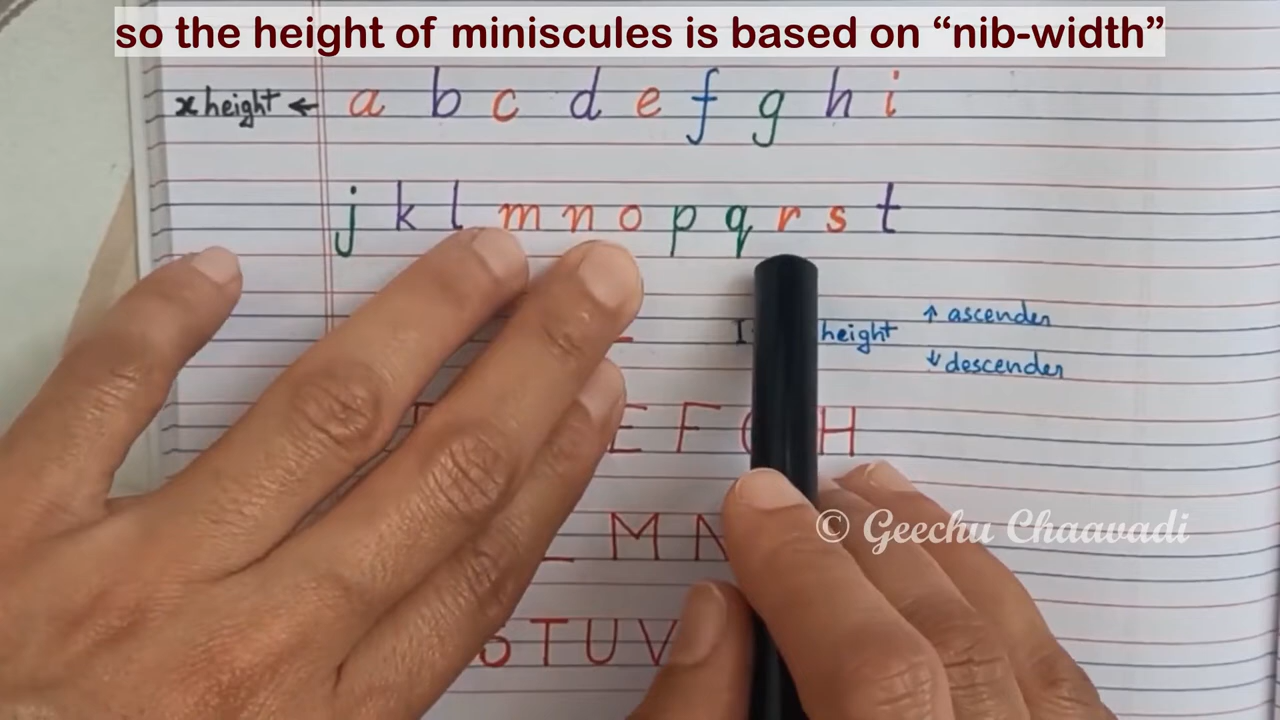 so the height of miniscules is based on “nib-width”
x height ← a b c d e f g h i
j k l m n o p q r s t
↑ ascender
height
↓ descender
E F H
M N
T U V
© Geechu Chaavadi